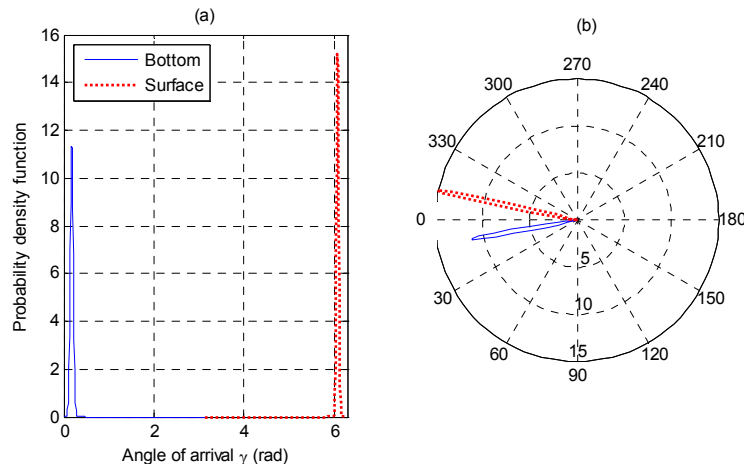 (a)
Probability density function
16
14
12
10
8
6
4
2
0
Bottom
Surface
0 2 4 6
Angle of arrival γ (rad)
(b)
270
300 240
330 210
0 180
30 150
60 120
90
5
10
15